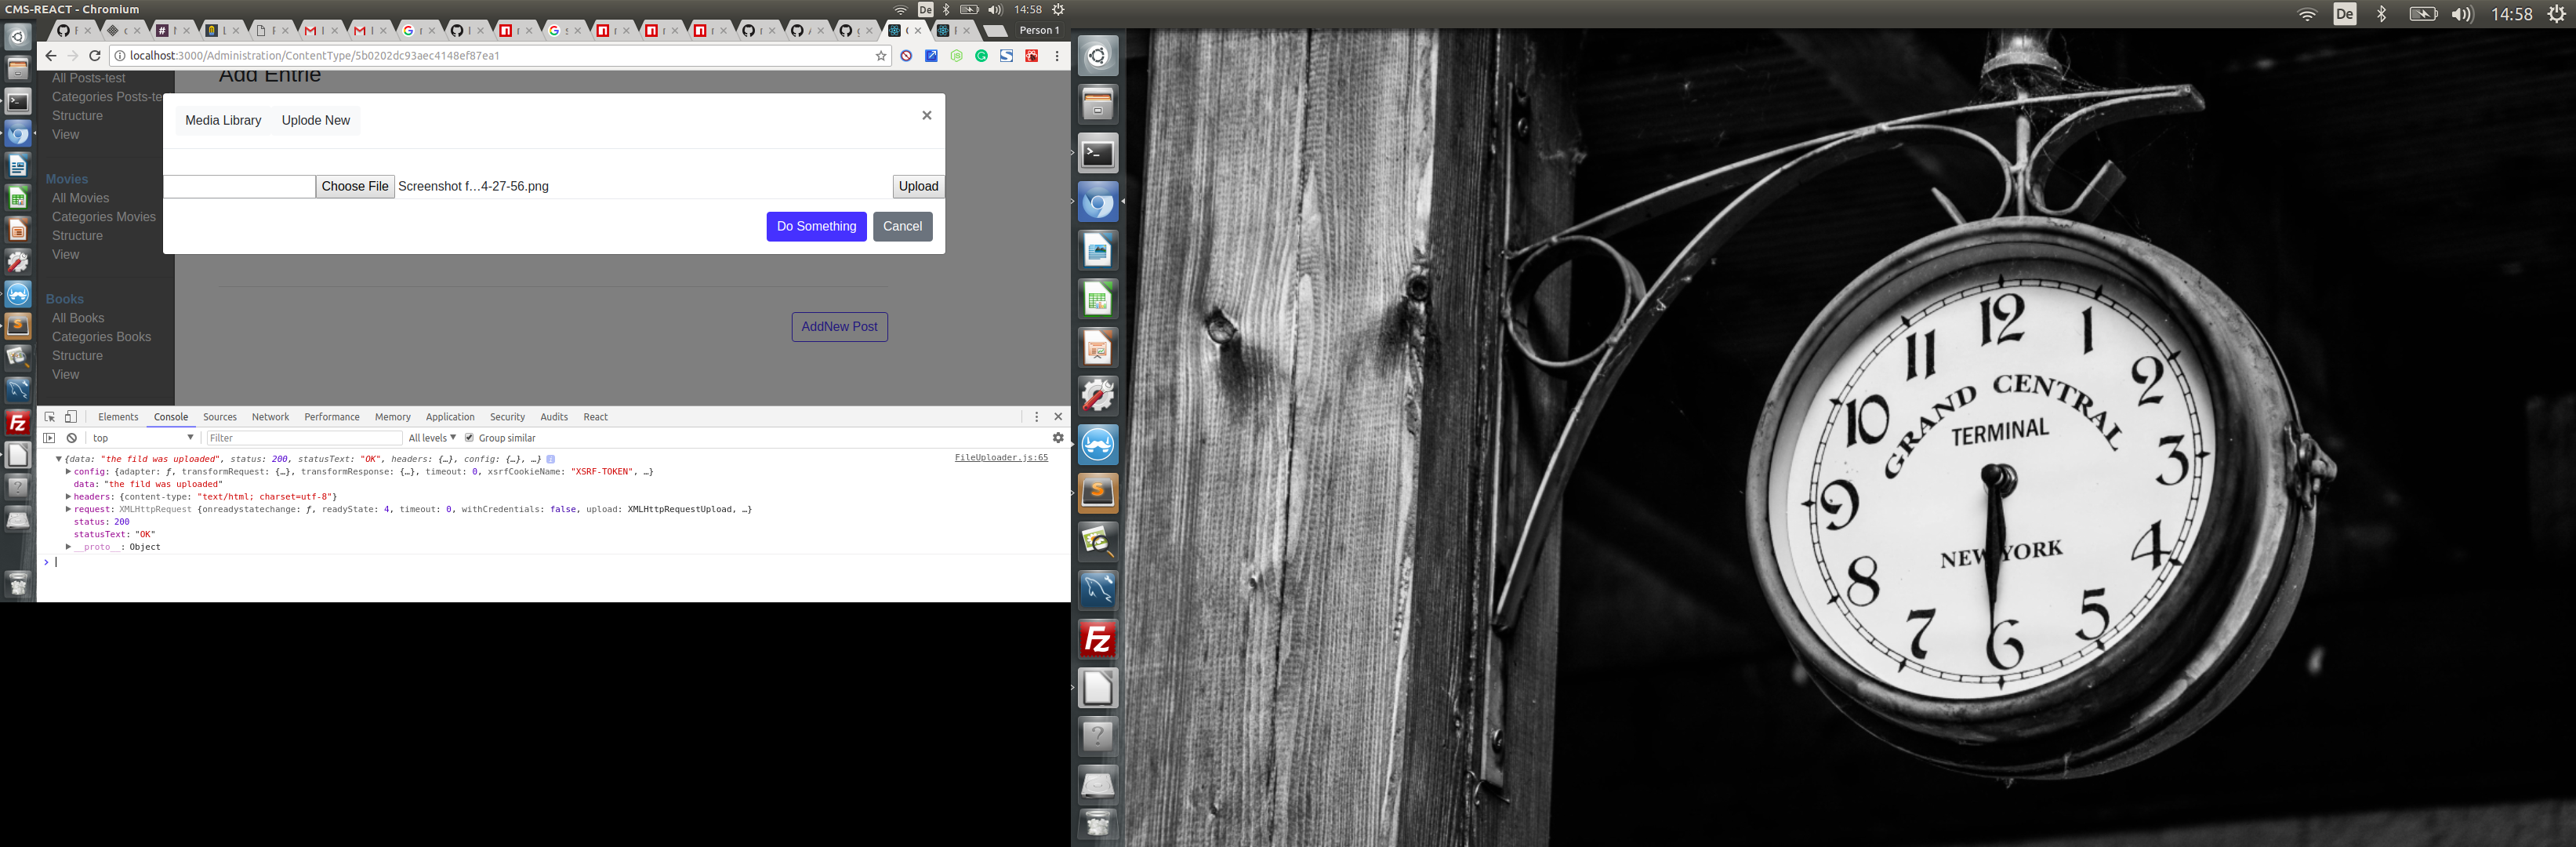 CMS-REACT - Chromium
De
14:58
Person 1
localhost:3000/Administration/ContentType/5b0202dc93aec4148ef87ea1
Add Entrie
All Posts-test
Categories Posts-te
Structure
View
Movies
All Movies
Categories Movies
Structure
View
Books
All Books
Categories Books
Structure
View
Media Library
Uplode New
×
Choose File
Screenshot f…4-27-56.png
Upload
Do Something
Cancel
AddNew Post
Elements
Console
Sources
Network
Performance
Memory
Application
Security
Audits
React
top
Filter
All levels
Group similar
{data: "the fild was uploaded", status: 200, statusText: "OK", headers: {…}, config: {…}, …}
FileUploader.js:65
config: {adapter: ƒ, transformRequest: {…}, transformResponse: {…}, timeout: 0, xsrfCookieName: "XSRF-TOKEN", …}
data: "the fild was uploaded"
headers: {content-type: "text/html; charset=utf-8"}
request: XMLHttpRequest {onreadystatechange: ƒ, readyState: 4, timeout: 0, withCredentials: false, upload: XMLHttpRequestUpload, …}
status: 200
statusText: "OK"
__proto__: Object
De
14:58
12
1
2
3
4
5
6
7
8
9
10
11
GRAND CENTRAL
TERMINAL
NEW YORK